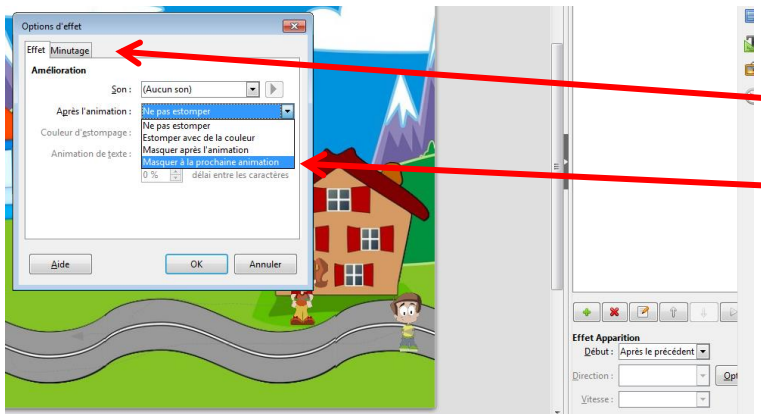 Options d'effet
Effet Minutage
Amélioration
Son : (Aucun son)
Après l'animation : Ne pas estomper
Ne pas estomper
Couleur d'estompage : Estomper avec de la couleur
Masquer après l'animation
Animation de texte : Masquer à la prochaine animation
0 % délai entre les caractères
Aide OK Annuler
Effet Apparition
Début : Après le précédent
Direction :
Vitesse :